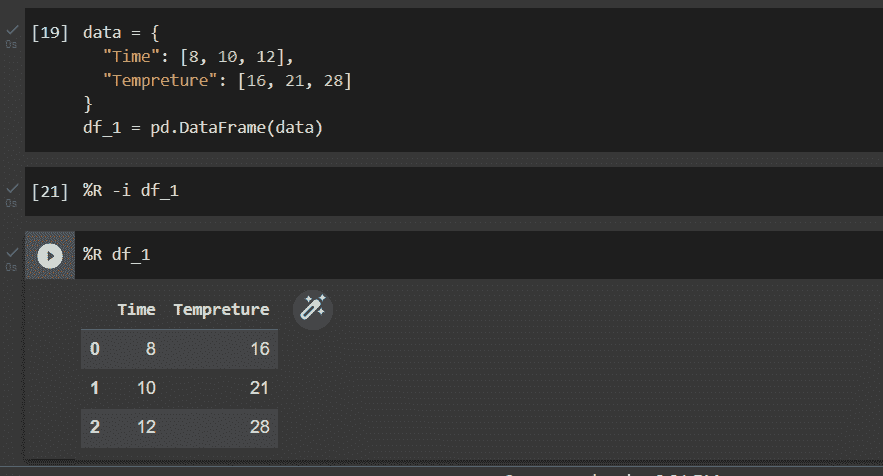 [19] data = {
"Time": [8, 10, 12],
"Tempreture": [16, 21, 28]
}
df_1 = pd.DataFrame(data)
0s
[21] %R -i df_1
0s
%R df_1
0s
Time Tempreture
0 8 16
1 10 21
2 12 28